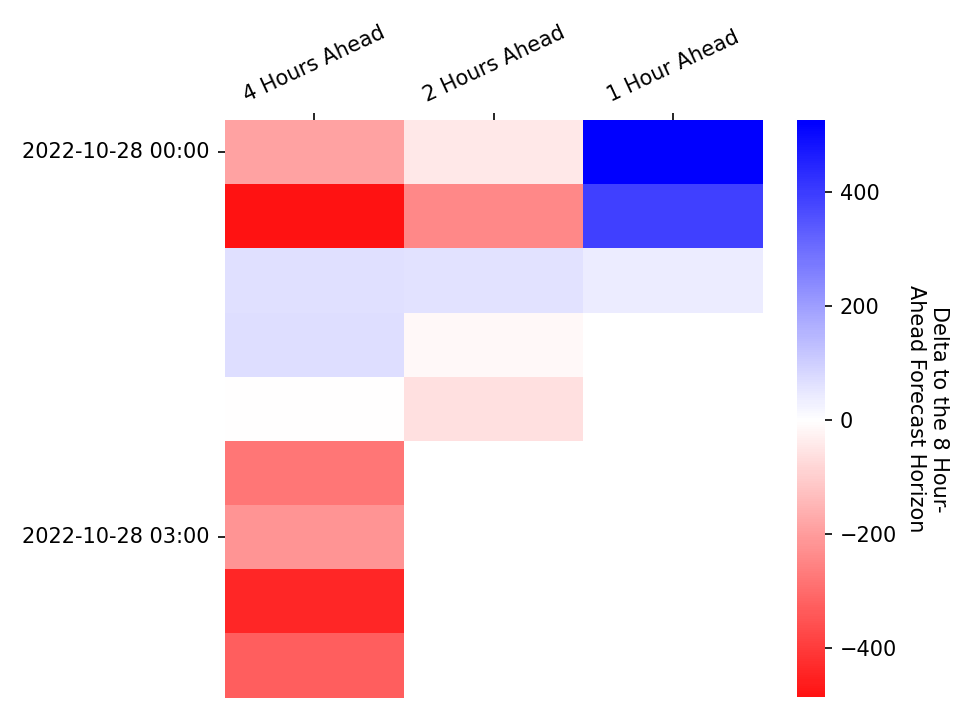 4 Hours Ahead
2 Hours Ahead
1 Hour Ahead
2022-10-28 00:00
2022-10-28 03:00
400
200
0
−200
−400
Delta to the 8 Hour-
Ahead Forecast Horizon